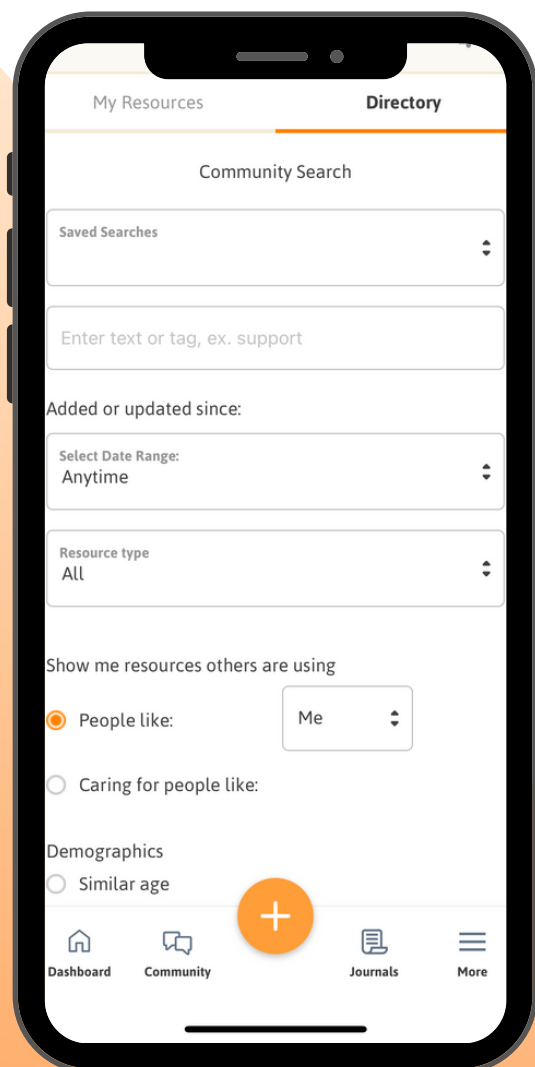 My Resources
Directory
Community Search
Saved Searches
Enter text or tag, ex. support
Added or updated since:
Select Date Range:
Anytime
Resource type
All
Show me resources others are using
People like:
Me
Caring for people like:
Demographics
Similar age
Dashboard
Community
Journals
More